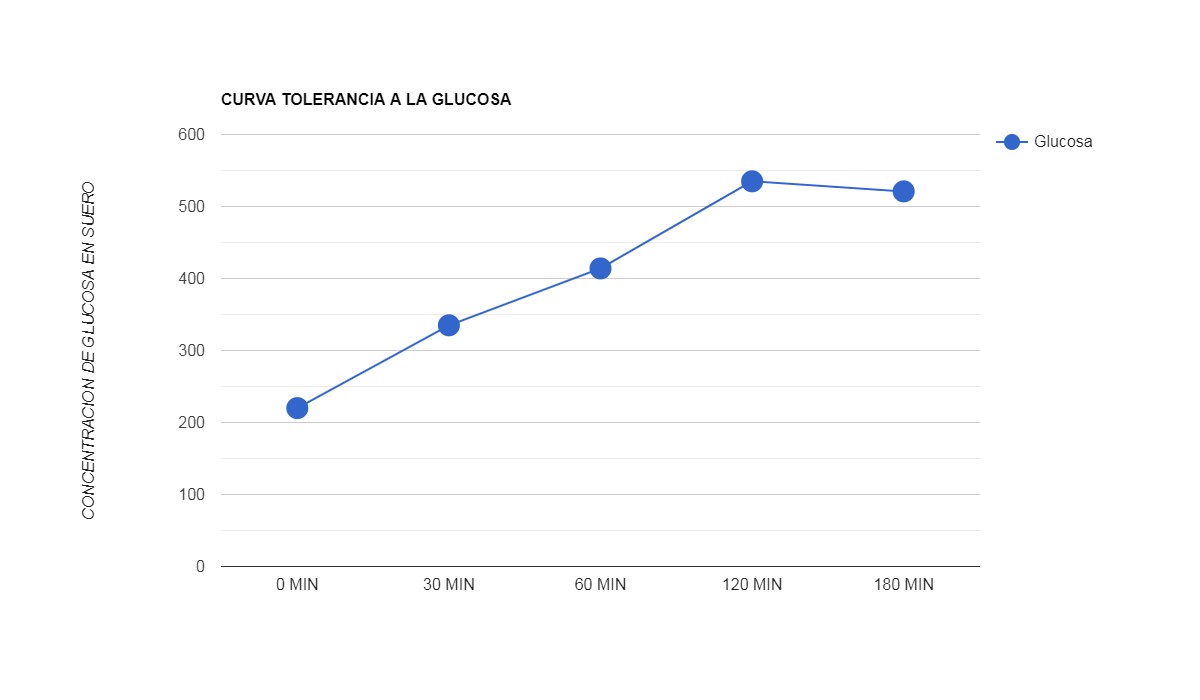 CURVA TOLERANCIA A LA GLUCOSA
Glucosa
CONCENTRACION DE GLUCOSA EN SUERO
600
500
400
300
200
100
0
0 MIN 30 MIN 60 MIN 120 MIN 180 MIN